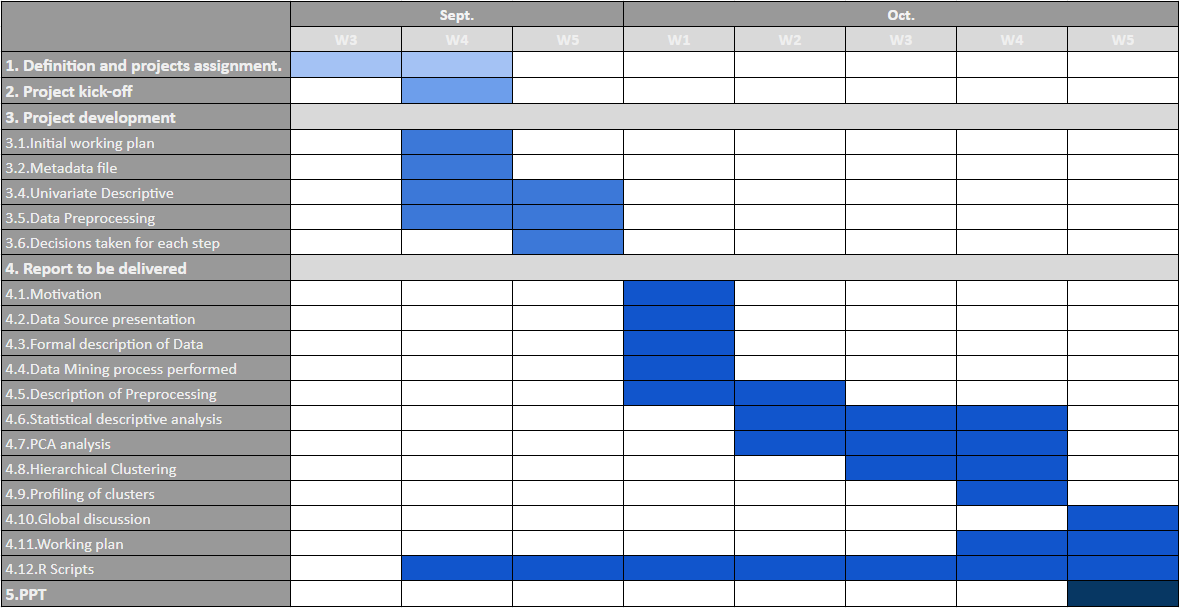 Sept. Oct.
W3 W4 W5 W1 W2 W3 W4 W5
1. Definition and projects assignment.
2. Project kick-off
3. Project development
3.1.Initial working plan
3.2.Metadata file
3.4.Univariate Descriptive
3.5.Data Preprocessing
3.6.Decisions taken for each step
4. Report to be delivered
4.1.Motivation
4.2.Data Source presentation
4.3.Formal description of Data
4.4.Data Mining process performed
4.5.Description of Preprocessing
4.6.Statistical descriptive analysis
4.7.PCA analysis
4.8.Hierarchical Clustering
4.9.Profiling of clusters
4.10.Global discussion
4.11.Working plan
4.12.R Scripts
5.PPT